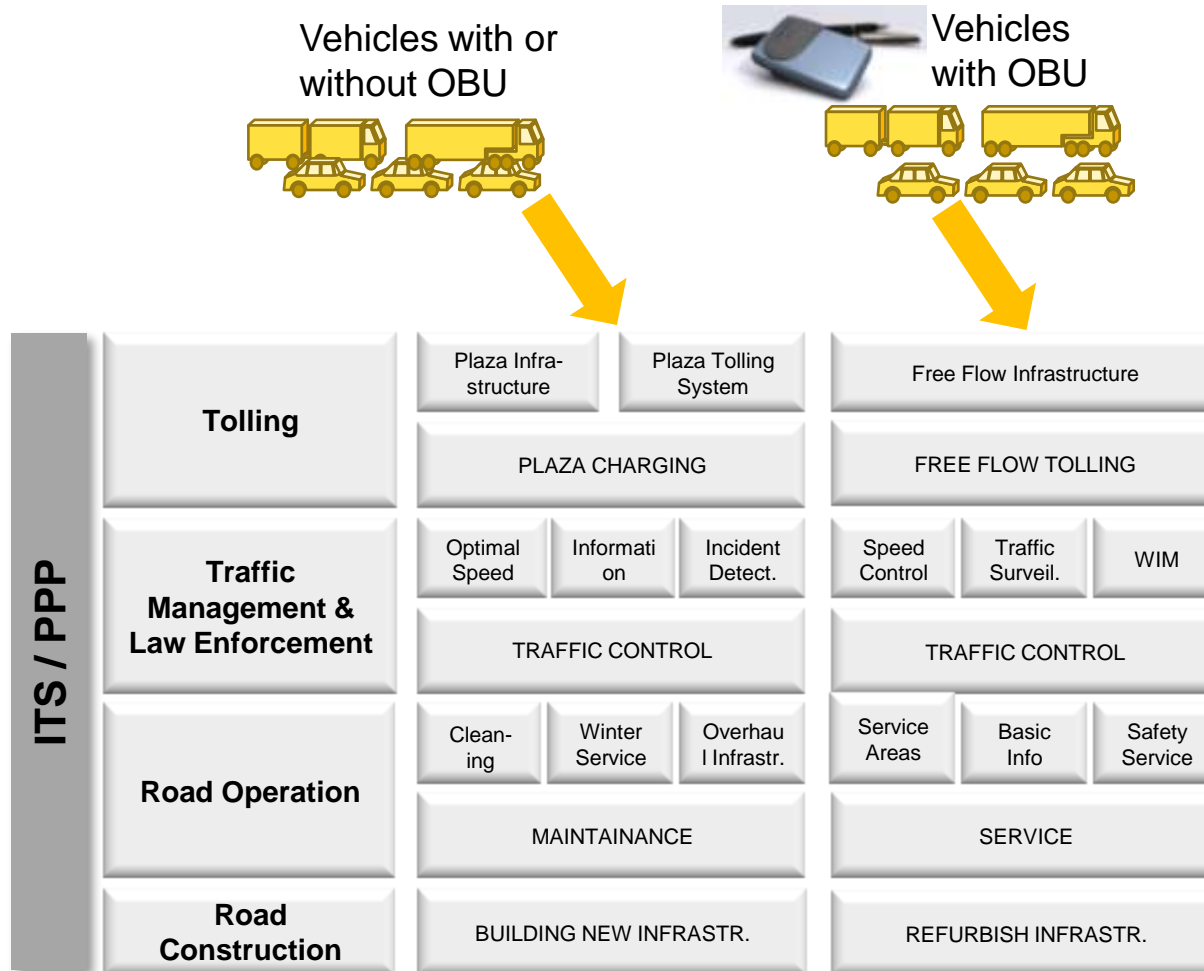 Vehicles with or
without OBU
Vehicles
with OBU
ITS / PPP
Tolling
Plaza Infra-
structure
Plaza Tolling
System
Free Flow Infrastructure
PLAZA CHARGING
FREE FLOW TOLLING
Traffic
Management &
Law Enforcement
Optimal
Speed
Informati
on
Incident
Detect.
Speed
Control
Traffic
Surveil.
WIM
TRAFFIC CONTROL
TRAFFIC CONTROL
Road Operation
Clean-
ing
Winter
Service
Overhau
l Infrastr.
Service
Areas
Basic
Info
Safety
Service
MAINTAINANCE
SERVICE
Road
Construction
BUILDING NEW INFRASTR.
REFURBISH INFRASTR.